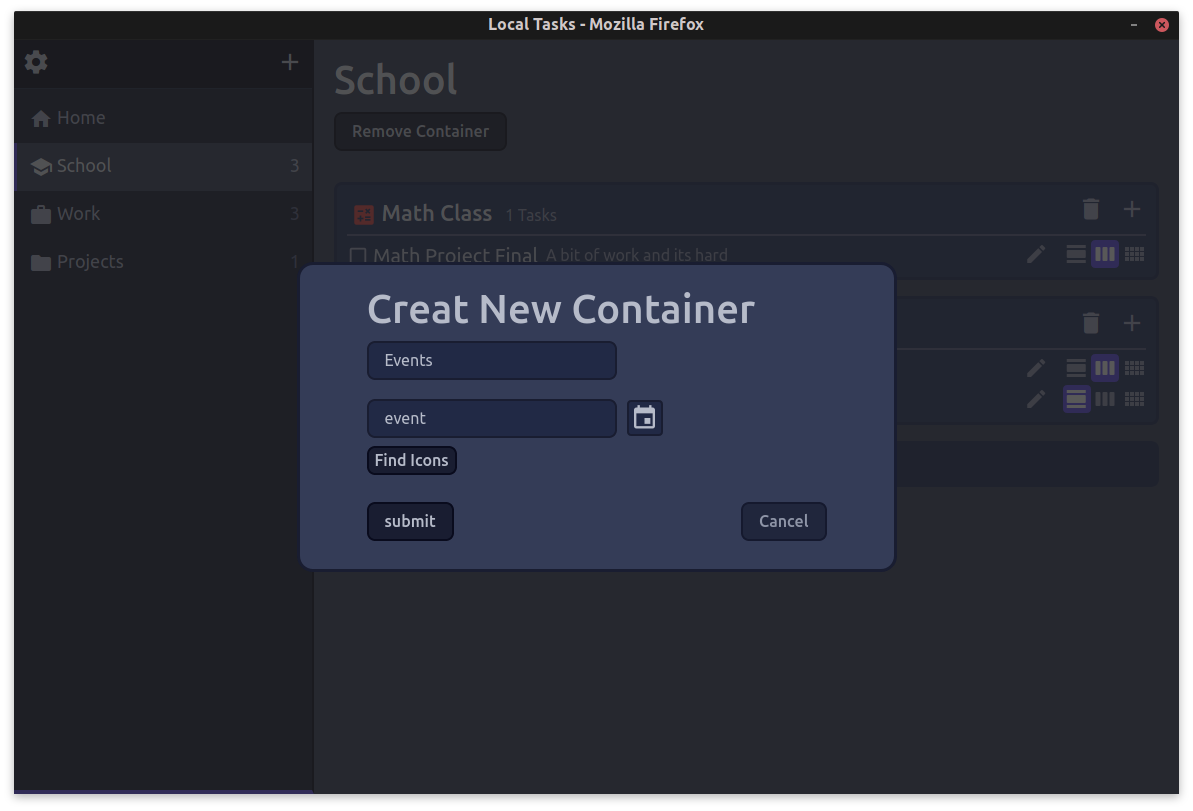 Local Tasks - Mozilla Firefox
Home
School 3
Work 3
Projects 1
School
Remove Container
Math Class 1 Tasks
Math Project Final A bit of work and its hard
Creat New Container
Events
event
Find Icons
submit Cancel